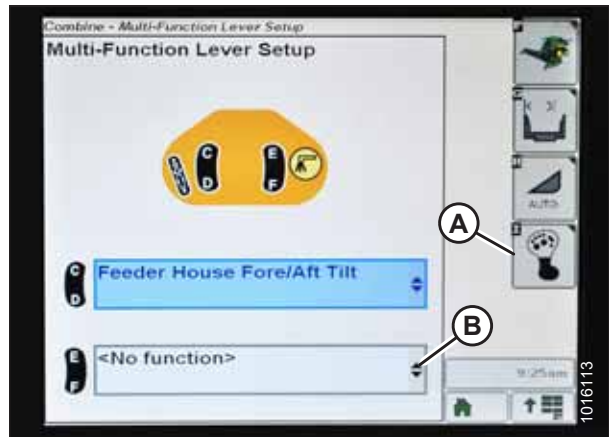 Combine - Multi-Function Lever Setup
Multi-Function Lever Setup
C
D
E
F
AUTO
A
C
D
Feeder House Fore/Aft Tilt
B
E
F
<No function>
9:25am
1016113